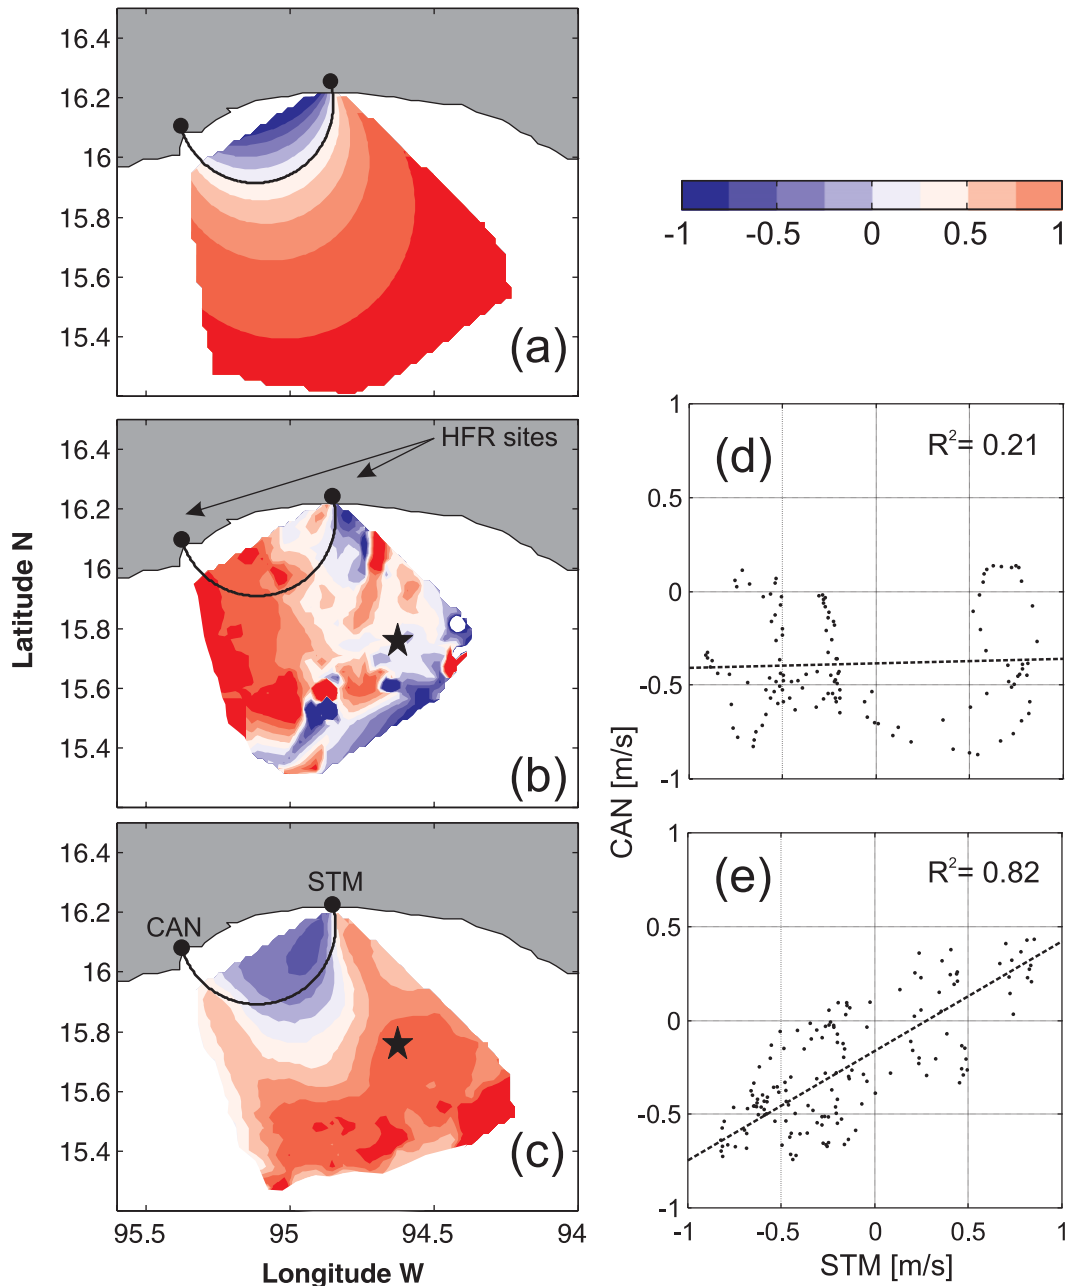 16.4
16.2
16
15.8
15.6
15.4
(a)
-1 -0.5 0 0.5 1
16.4
16.2
16
15.8
15.6
15.4
HFR sites
(b)
Latitude N
16.4
16.2
16
15.8
15.6
15.4
STM
CAN
(c)
95.5 95 94.5 94
Longitude W
1
0.5
0
-0.5
-1
(d)
R²= 0.21
CAN [m/s]
1
0.5
0
-0.5
-1
(e)
R²= 0.82
-1 -0.5 0 0.5 1
STM [m/s]